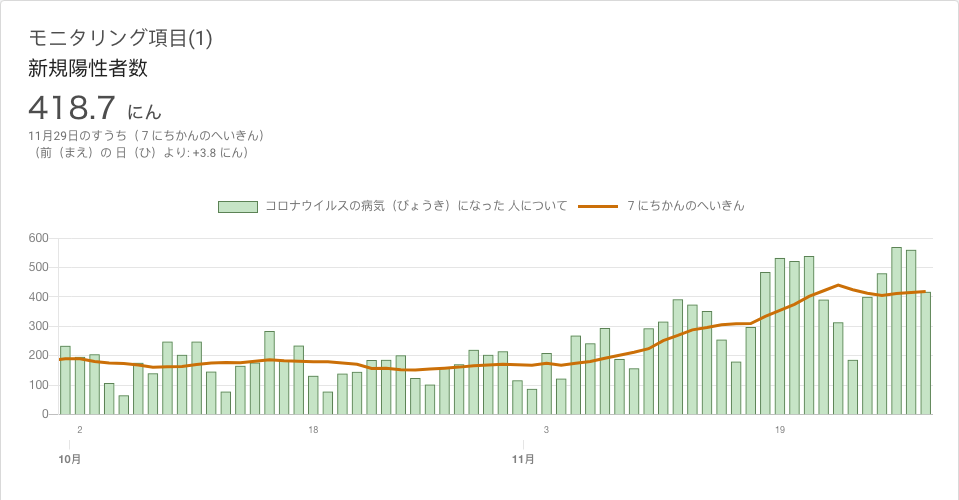 モニタリング項目(1)
新規陽性者数
418.7 にん
11月29日のすうち（７にちかんのへいきん）
（前（まえ）の 日（ひ）より: +3.8 にん）
コロナウイルスの病気（びょうき）になった 人について ７にちかんのへいきん
600
500
400
300
200
100
0
2 18 3 19
10月 11月